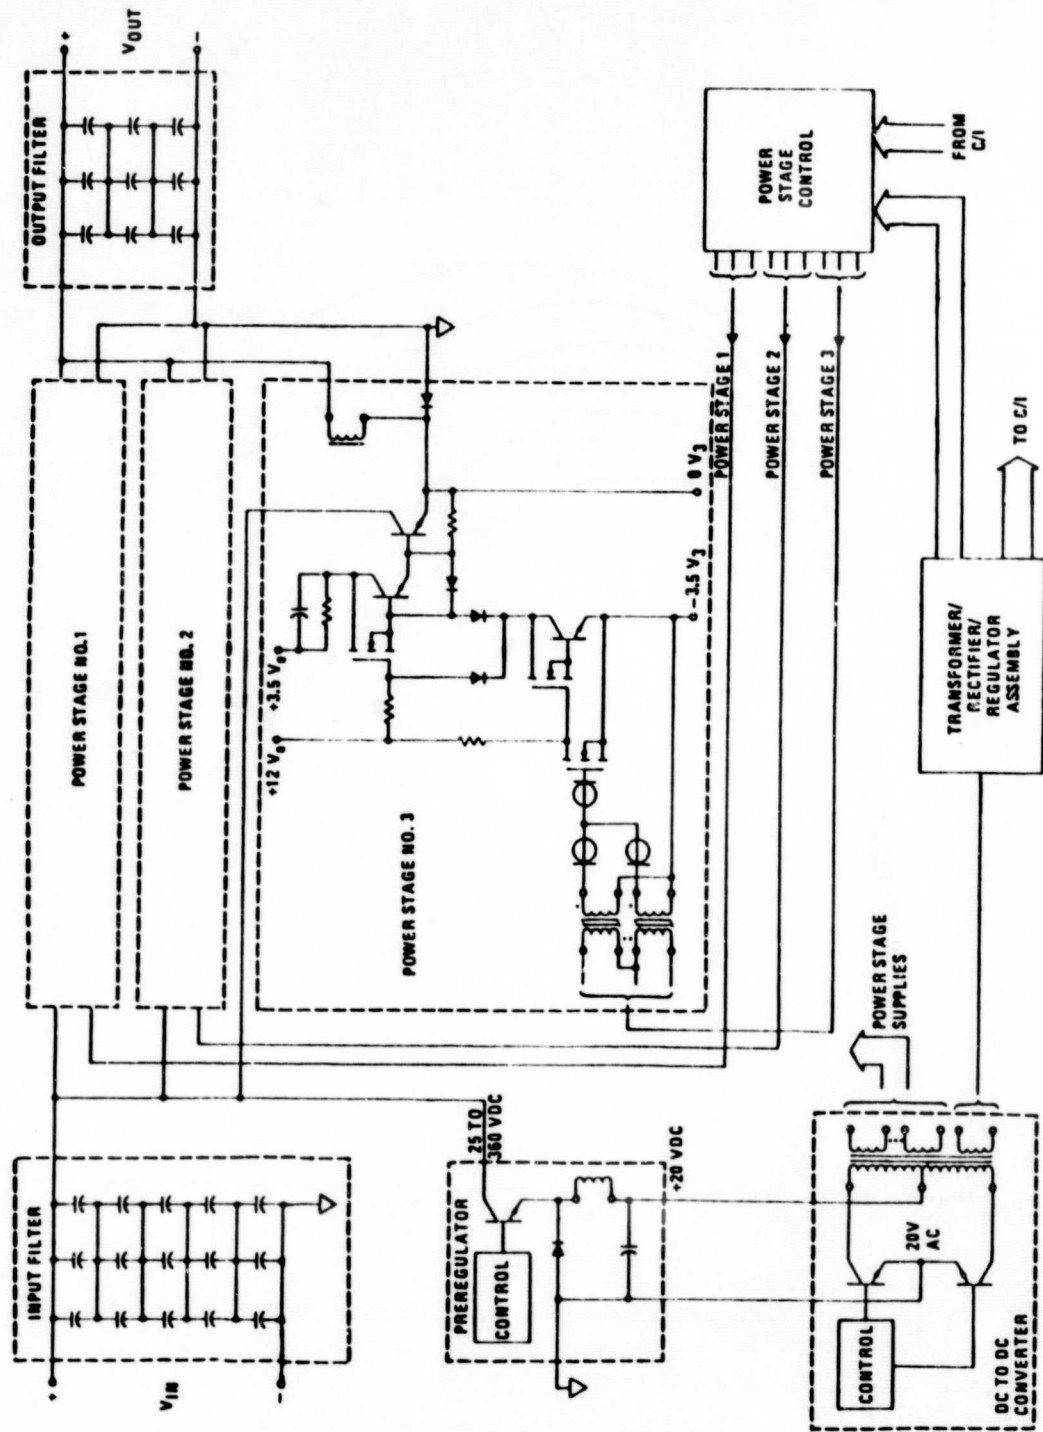 INPUT FILTER
+
VIN
-
POWER STAGE NO.1
POWER STAGE NO. 2
OUTPUT FILTER
+
VOUT
-
POWER STAGE NO. 3
+12 V
+3.5 V
-3.5 V3
0 V3
PREREGULATOR
CONTROL
25 TO
360 VDC
+20 VDC
POWER STAGE 1
POWER STAGE 2
POWER STAGE 3
POWER
STAGE
CONTROL
FROM
C/I
DC TO DC
CONVERTER
CONTROL
20V
AC
POWER STAGE
SUPPLIES
TRANSFORMER/
RECTIFIER/
REGULATOR
ASSEMBLY
TO C/I